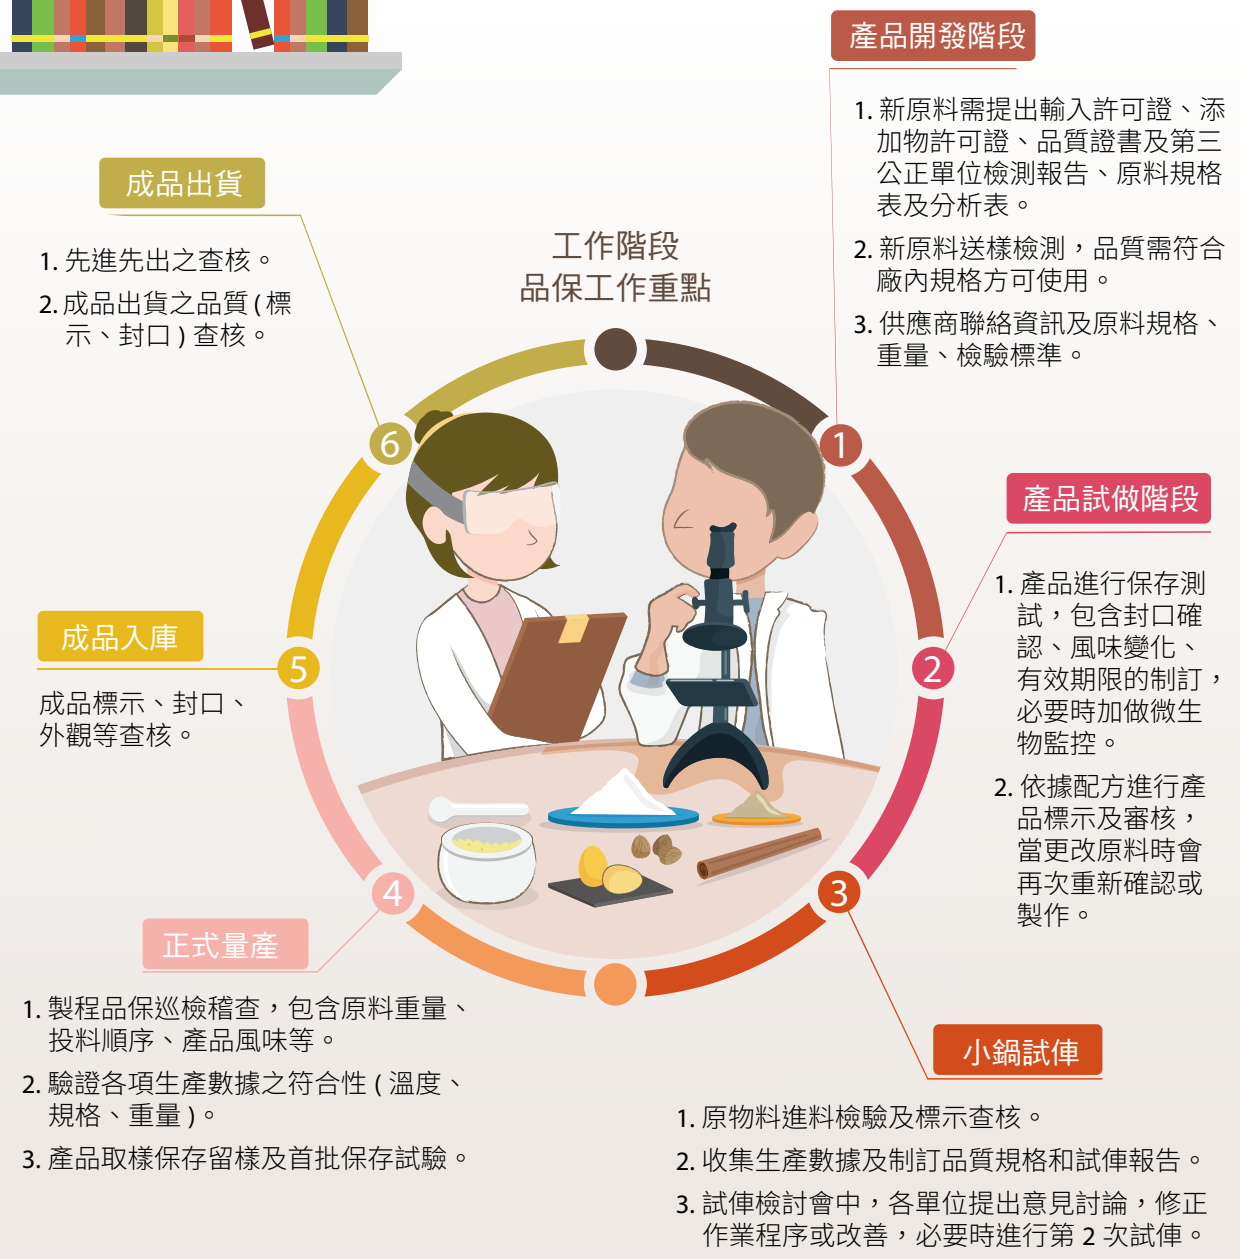 工作階段
品保工作重點
產品開發階段
1. 新原料需提出輸入許可證、添
加物許可證、品質證書及第三
公正單位檢測報告、原料規格
表及分析表。
2. 新原料送樣檢測，品質需符合
廠內規格方可使用。
3. 供應商聯絡資訊及原料規格、
重量、檢驗標準。
1
產品試做階段
1. 產品進行保存測
試，包含封口確
認、風味變化、
有效期限的制訂，
必要時加做微生
物監控。
2. 依據配方進行產
品標示及審核，
當更改原料時會
再次重新確認或
製作。
2
3
小鍋試俥
1. 原物料進料檢驗及標示查核。
2. 收集生產數據及制訂品質規格和試俥報告。
3. 試俥檢討會中，各單位提出意見討論，修正
作業程序或改善，必要時進行第 2 次試俥。
4
正式量產
1. 製程品保巡檢稽查，包含原料重量、
投料順序、產品風味等。
2. 驗證各項生產數據之符合性 ( 溫度、
規格、重量 )。
3. 產品取樣保存留樣及首批保存試驗。
5
成品入庫
成品標示、封口、
外觀等查核。
6
成品出貨
1. 先進先出之查核。
2. 成品出貨之品質 ( 標
示、封口 ) 查核。